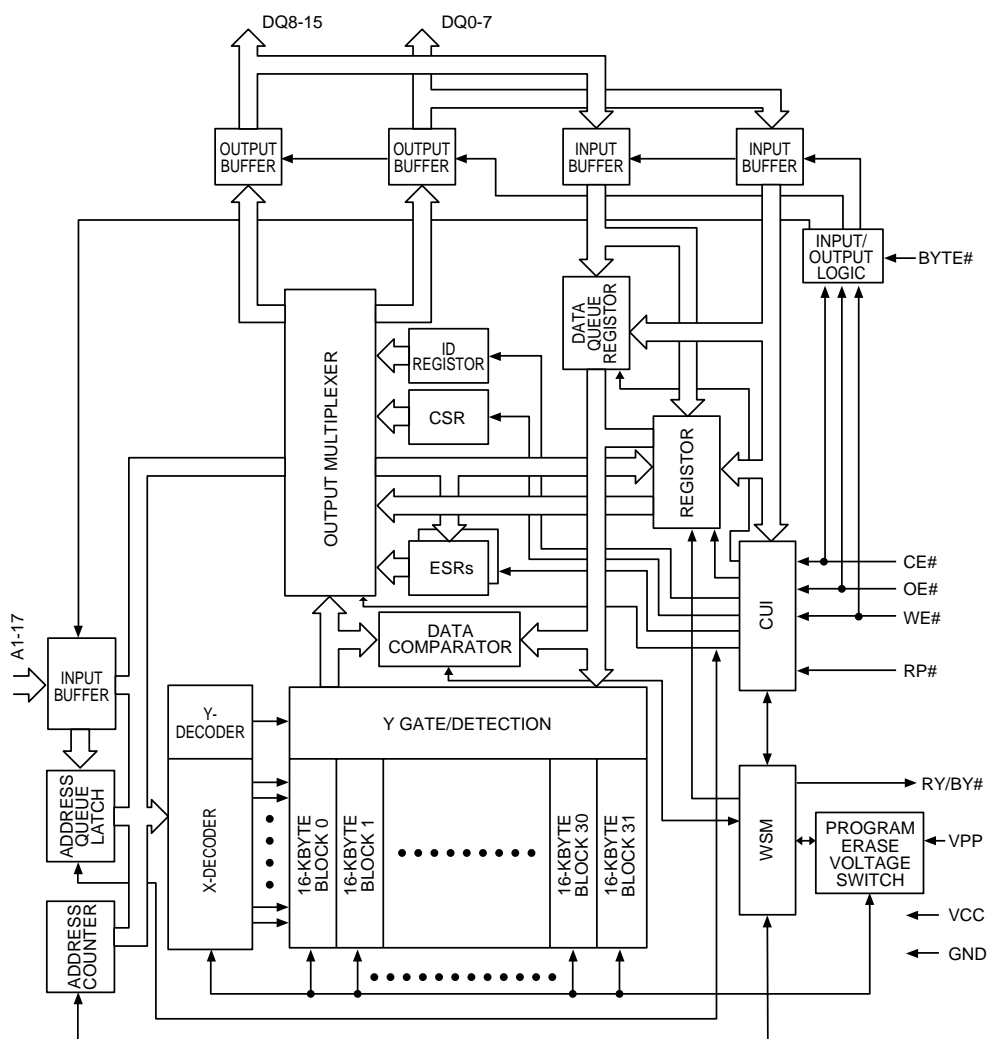 DQ8-15
DQ0-7
OUTPUT
BUFFER
OUTPUT
BUFFER
INPUT
BUFFER
INPUT
BUFFER
INPUT/
OUTPUT
LOGIC
BYTE#
DATA
QUEUE
REGISTOR
OUTPUT MULTIPLEXER
ID
REGISTOR
CSR
REGISTOR
ESRs
CUI
CE#
OE#
WE#
RP#
A1-17
INPUT
BUFFER
DATA
COMPARATOR
Y-
DECODER
Y GATE/DETECTION
ADDRESS
QUEUE
LATCH
X-DECODER
16-KBYTE
BLOCK 0
16-KBYTE
BLOCK 1
16-KBYTE
BLOCK 30
16-KBYTE
BLOCK 31
WSM
RY/BY#
PROGRAM
ERASE
VOLTAGE
SWITCH
VPP
VCC
GND
ADDRESS
COUNTER